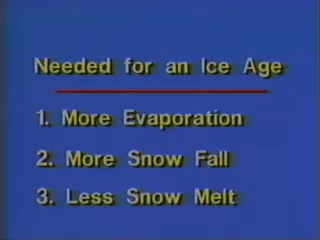 Needed for an Ice Age
1. More Evaporation
2. More Snow Fall
3. Less Snow Melt